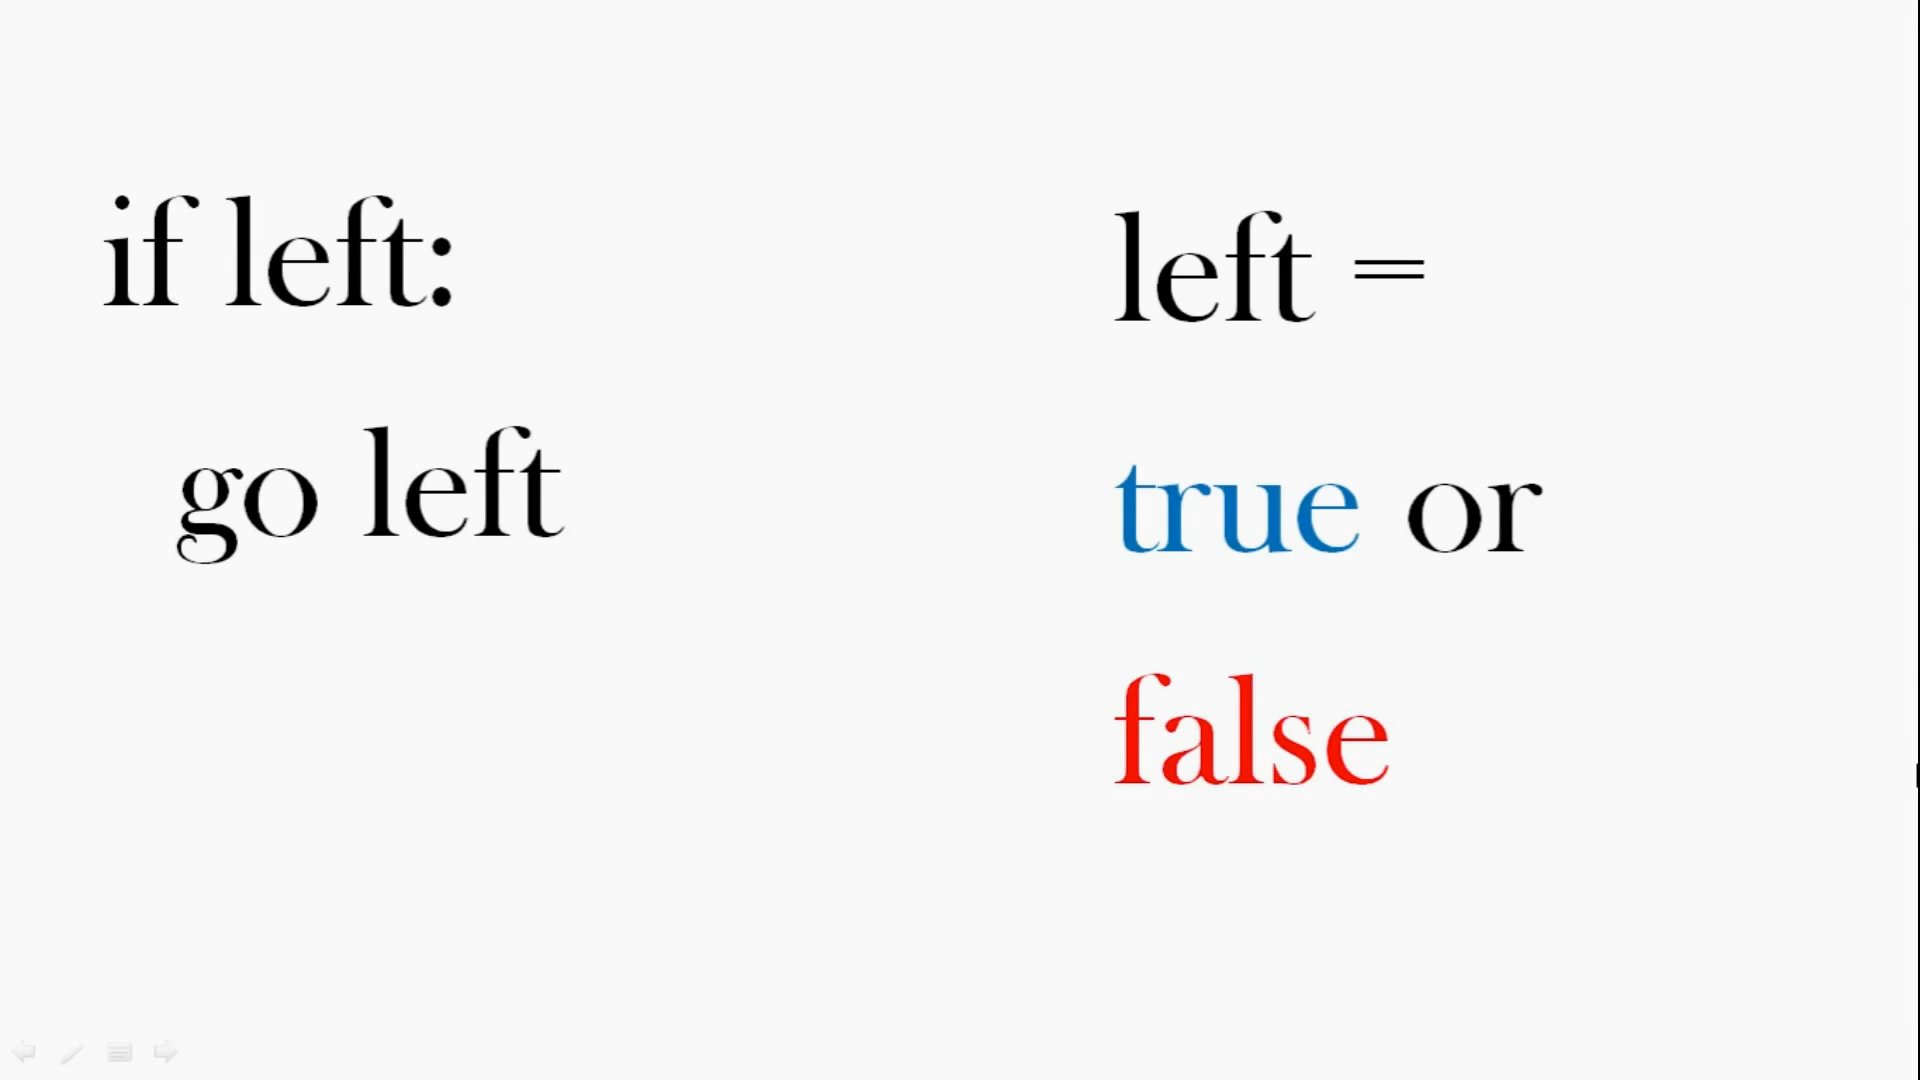 if left:
go left
left =
true or
false